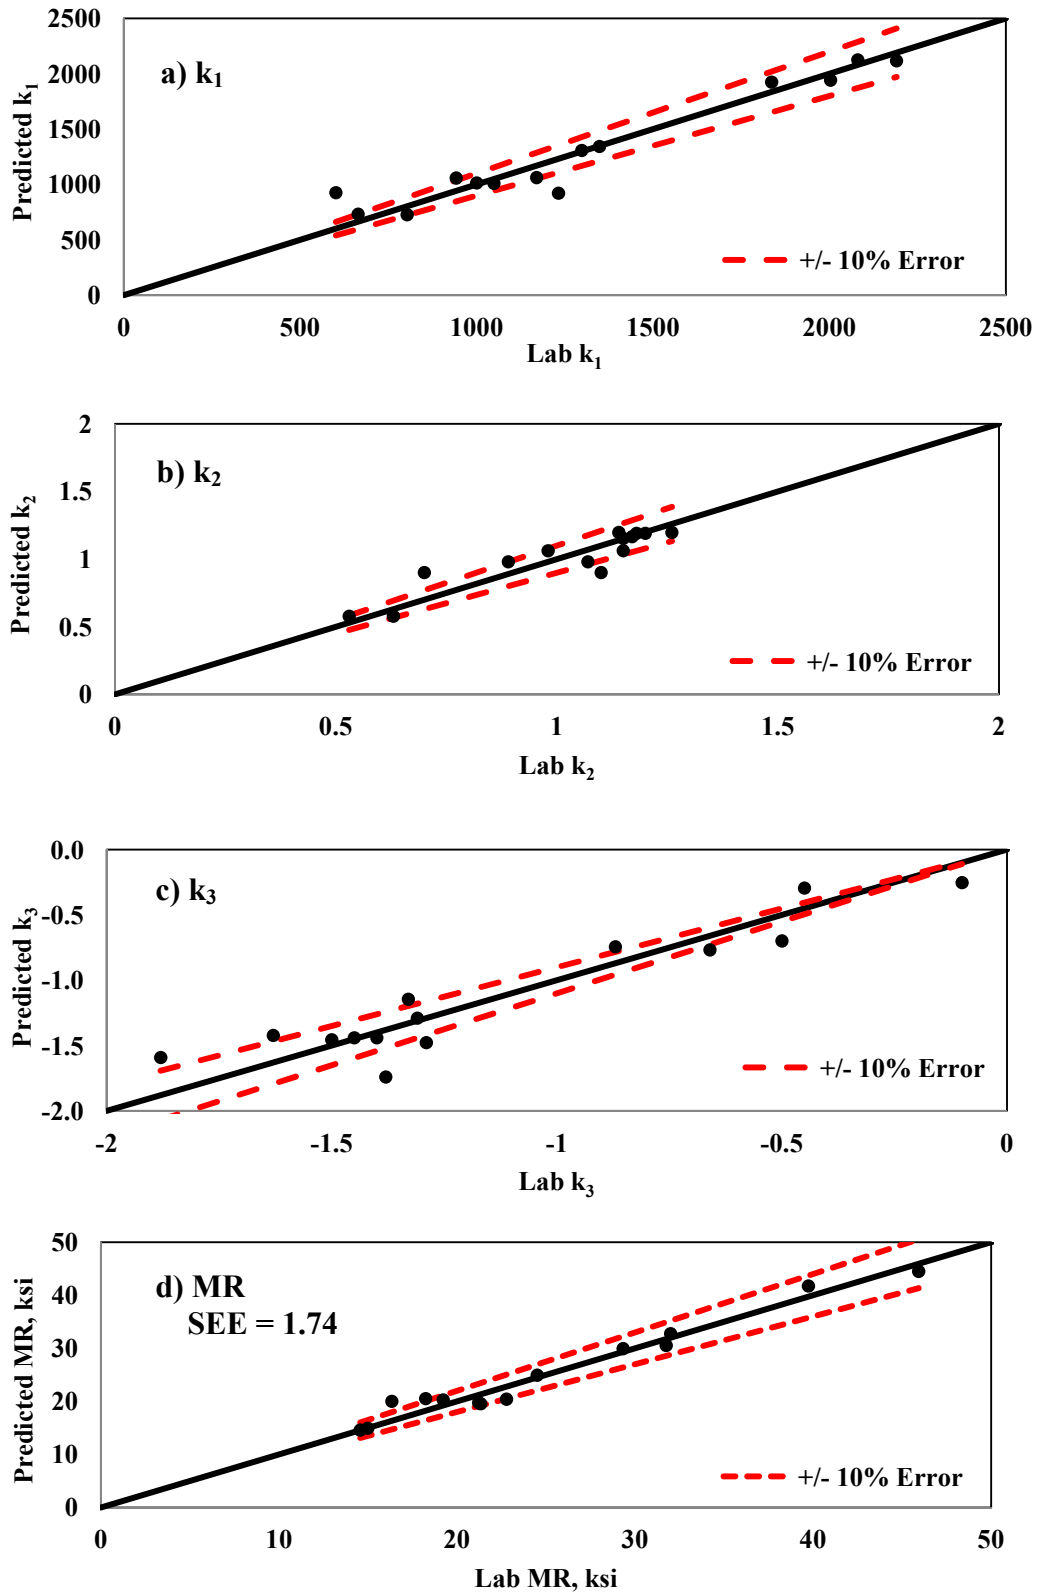 2500
2000
1500
1000
500
0
Predicted k1
a) k1
+/- 10% Error
0 500 1000 1500 2000 2500
Lab k1
2
1.5
1
0.5
0
Predicted k2
b) k2
+/- 10% Error
0 0.5 1 1.5 2
Lab k2
0.0
-0.5
-1.0
-1.5
-2.0
Predicted k3
c) k3
+/- 10% Error
-2 -1.5 -1 -0.5 0
Lab k3
50
40
30
20
10
0
Predicted MR, ksi
d) MR
SEE = 1.74
+/- 10% Error
0 10 20 30 40 50
Lab MR, ksi